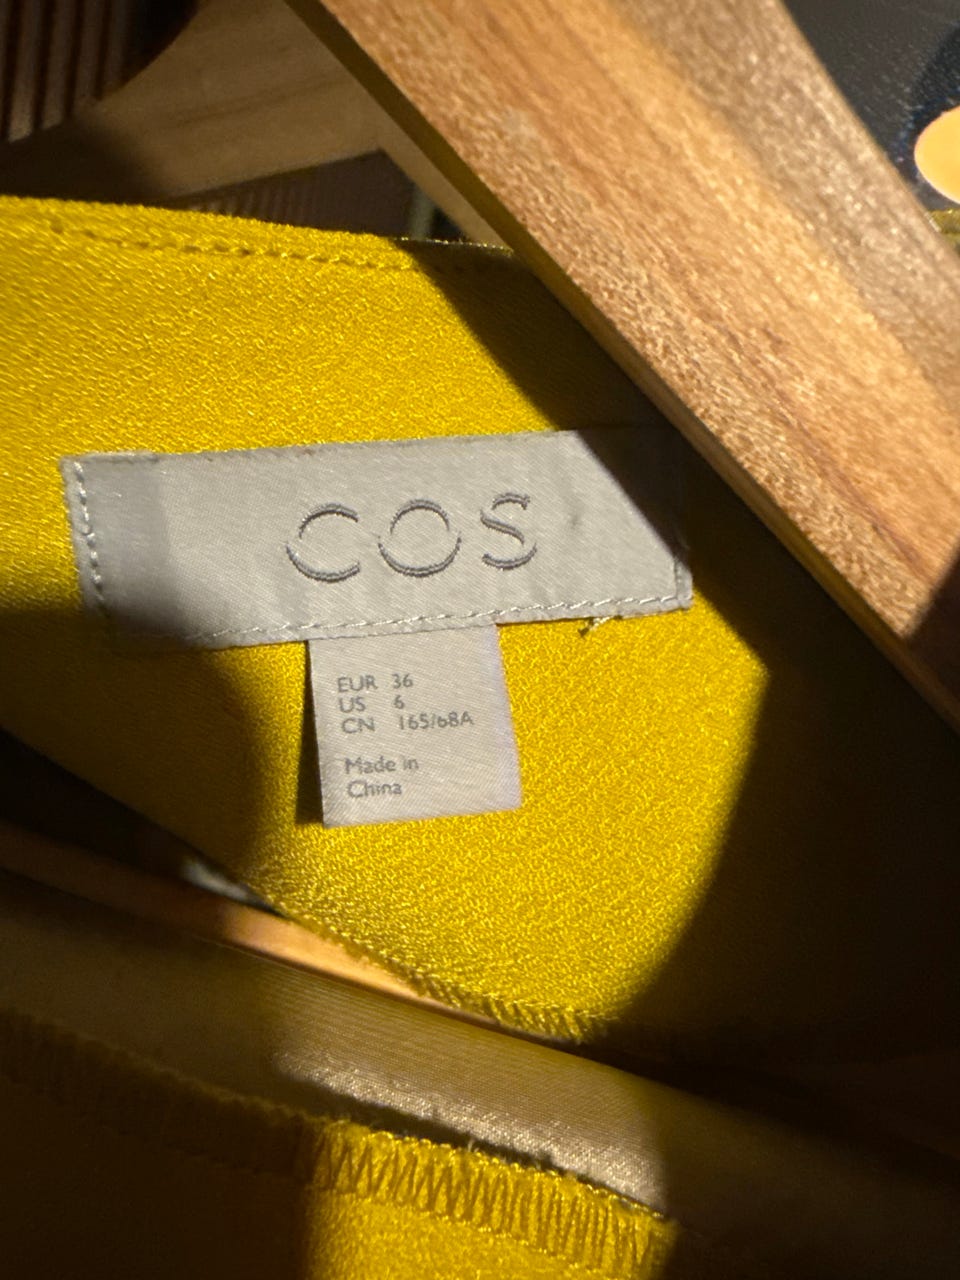 COS
EUR 36
US 6
CN 165/68A
Made in
China